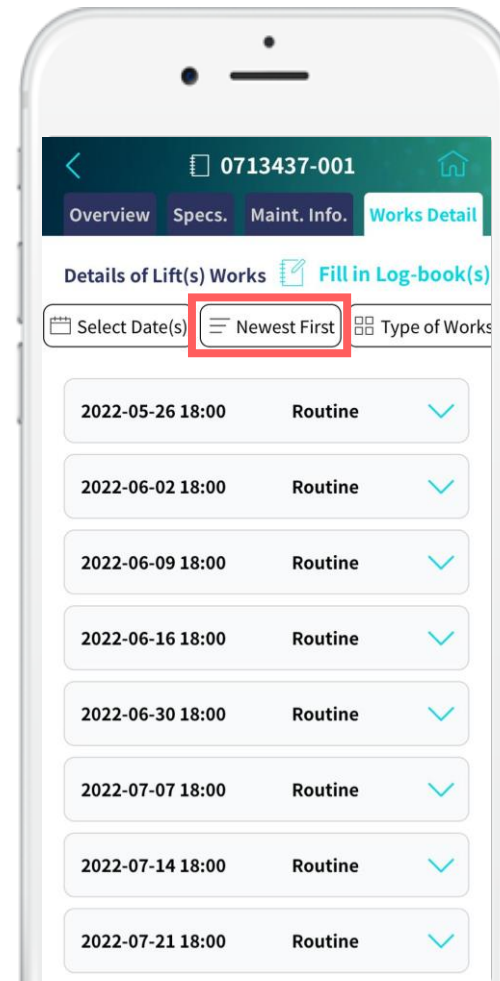 0713437-001
Overview Specs. Maint. Info. Works Detail
Details of Lift(s) Works Fill in Log-book(s)
Select Date(s) Newest First Type of Works
2022-05-26 18:00 Routine
2022-06-02 18:00 Routine
2022-06-09 18:00 Routine
2022-06-16 18:00 Routine
2022-06-30 18:00 Routine
2022-07-07 18:00 Routine
2022-07-14 18:00 Routine
2022-07-21 18:00 Routine